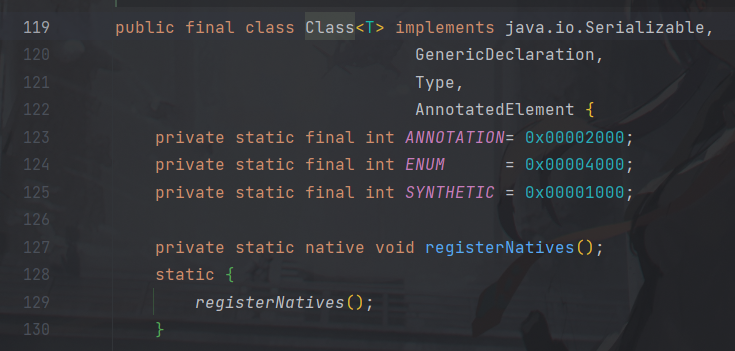 119 public final class Class<T> implements java.io.Serializable,
120 GenericDeclaration,
121 Type,
122 AnnotatedElement {
123 private static final int ANNOTATION= 0x00002000;
124 private static final int ENUM      = 0x00004000;
125 private static final int SYNTHETIC = 0x00001000;
126
127 private static native void registerNatives();
128 static {
129 registerNatives();
130 }